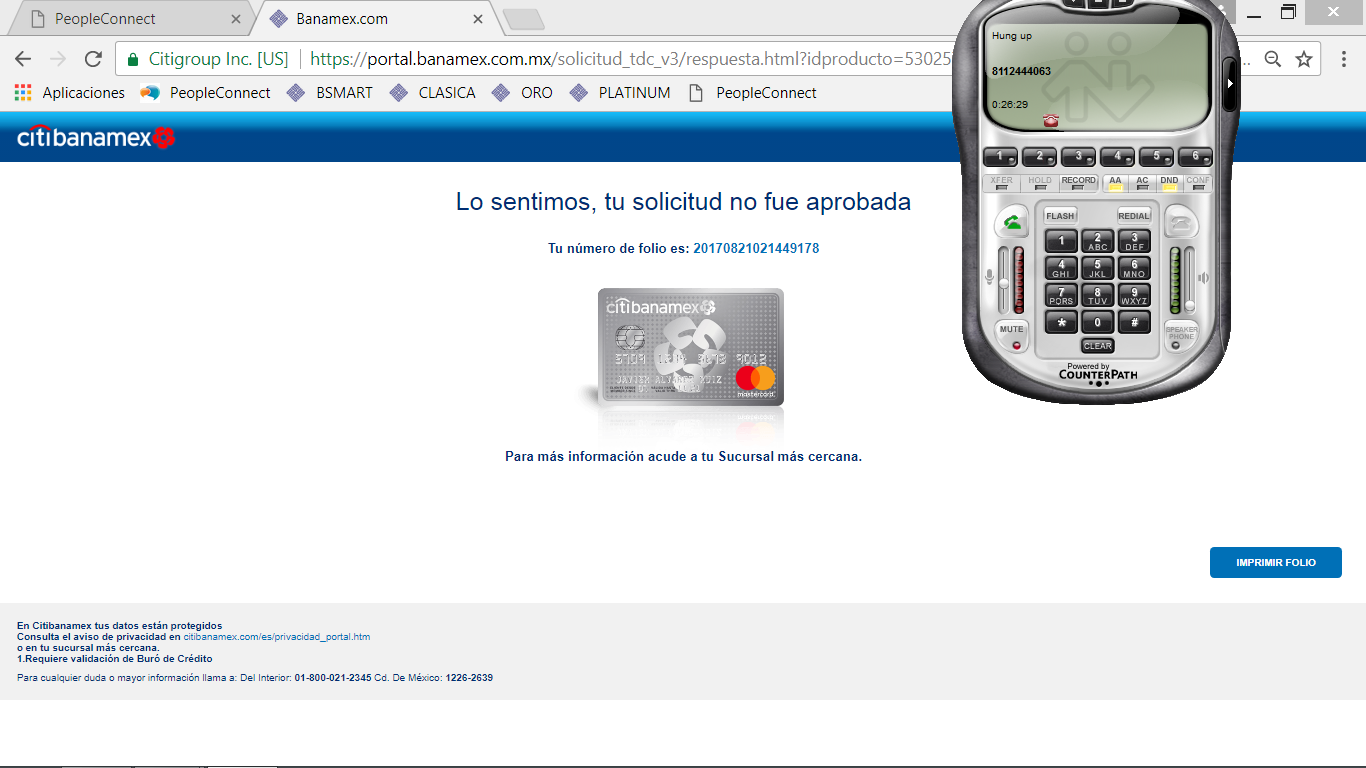 PeopleConnect
Banamex.com
Citigroup Inc. [US] https://portal.banamex.com.mx/solicitud_tdc_v3/respuesta.html?idproducto=53025
Aplicaciones PeopleConnect BSMART CLASICA ORO PLATINUM PeopleConnect
citibanamex
Lo sentimos, tu solicitud no fue aprobada
Tu número de folio es: 20170821021449178
citibanamex
9012
mastercard
Para más información acude a tu Sucursal más cercana.
IMPRIMIR FOLIO
En Citibanamex tus datos están protegidos
Consulta el aviso de privacidad en citibanamex.com/es/privacidad_portal.htm
o en tu sucursal más cercana.
1.Requiere validación de Buró de Crédito
Para cualquier duda o mayor información llama a: Del Interior: 01-800-021-2345 Cd. De México: 1226-2639
Hung up
8112444063
0:26:29
1 2 3 4 5 6
XFER HOLD RECORD AA AC DND CONF
FLASH REDIAL
1 2 ABC 3 DEF
4 GHI 5 JKL 6 MNO
7 PQRS 8 TUV 9 WXYZ
* 0 #
MUTE
SPEAKER PHONE
CLEAR
Powered by
COUNTERPATH